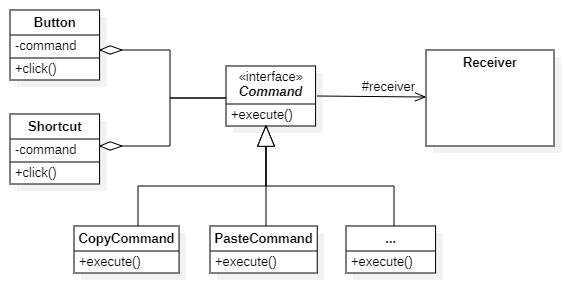 Button
-command
+click()
Shortcut
-command
+click()
«interface»
Command
+execute()
#receiver
Receiver
CopyCommand
+execute()
PasteCommand
+execute()
...
+execute()